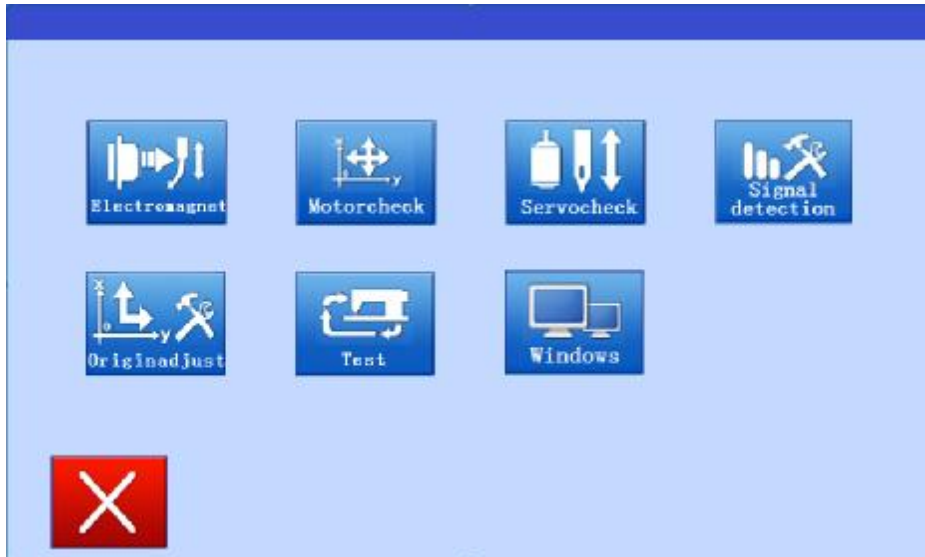 Electromagnet
Motorcheck
Servocheck
Signal
detection
Originadjust
Test
Windows